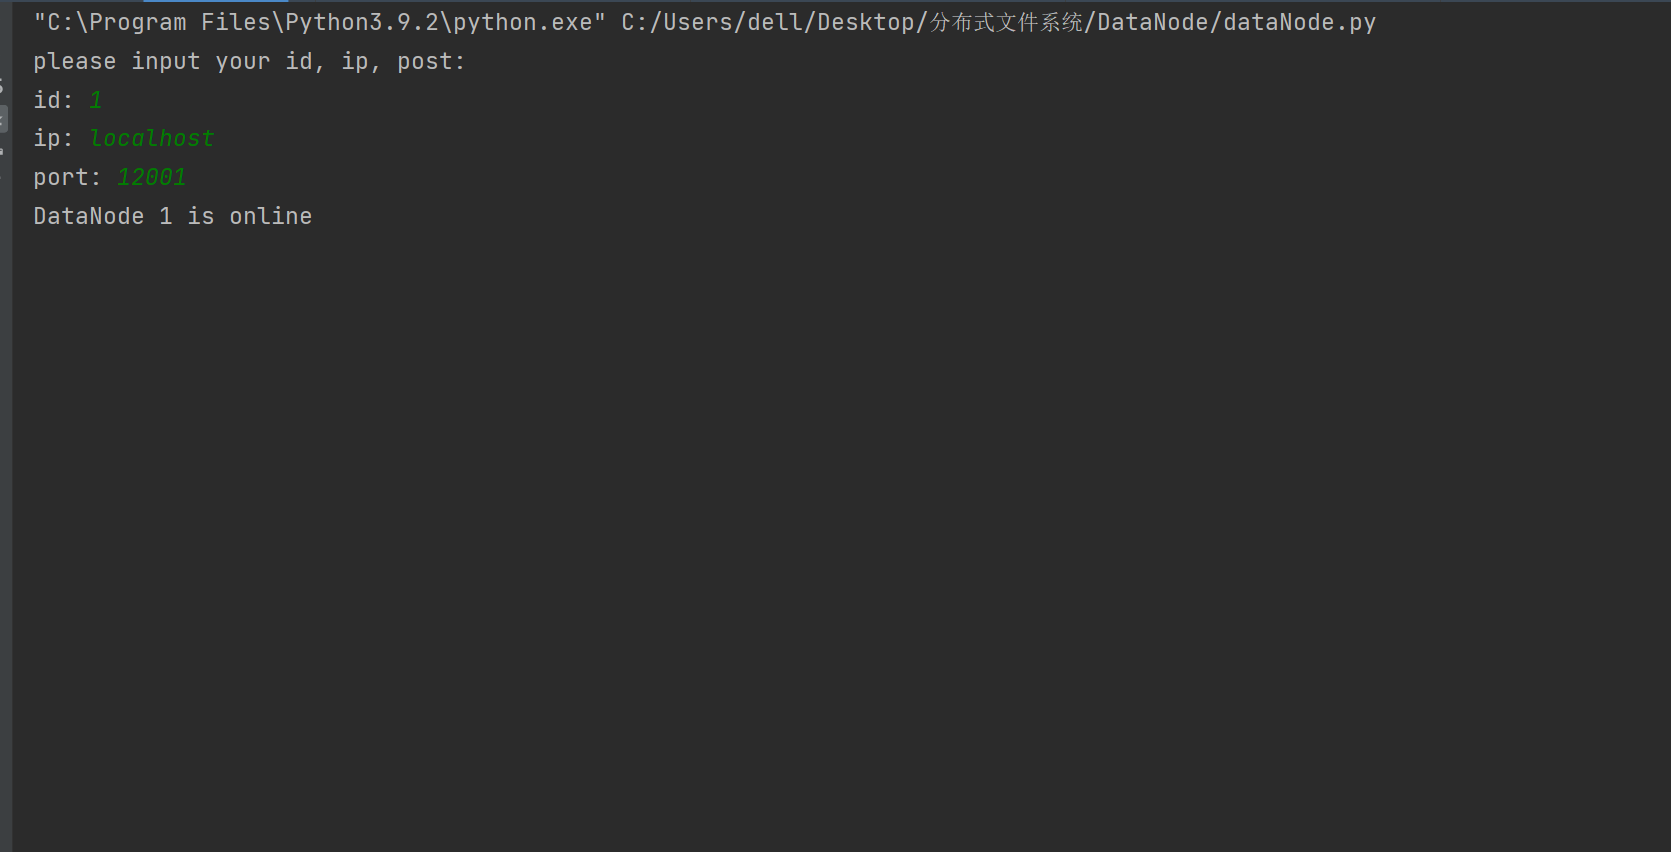 "C:\Program Files\Python3.9.2\python.exe" C:/Users/dell/Desktop/分布式文件系统/DataNode/dataNode.py
please input your id, ip, post:
id: 1
ip: localhost
port: 12001
DataNode 1 is online